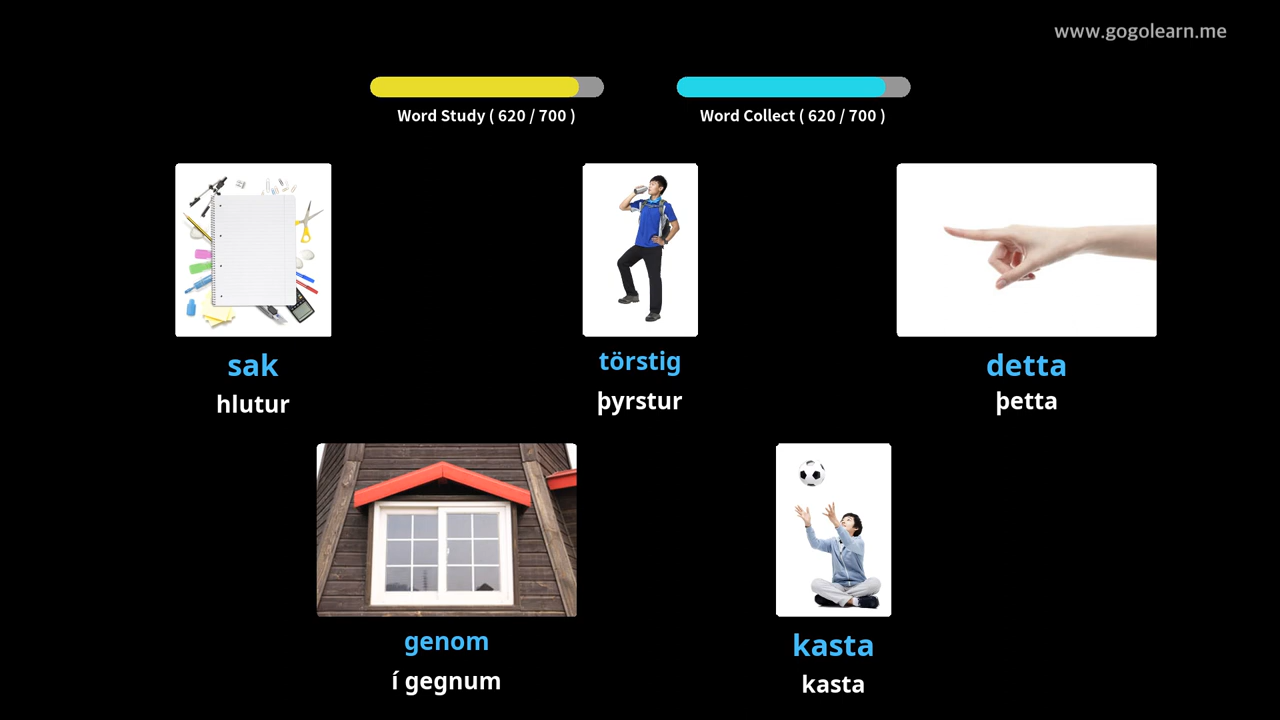 www.gogolearn.me
Word Study ( 620 / 700 )
Word Collect ( 620 / 700 )
sak
hlutur
törstig
þyrstur
detta
þetta
genom
í gegnum
kasta
kasta